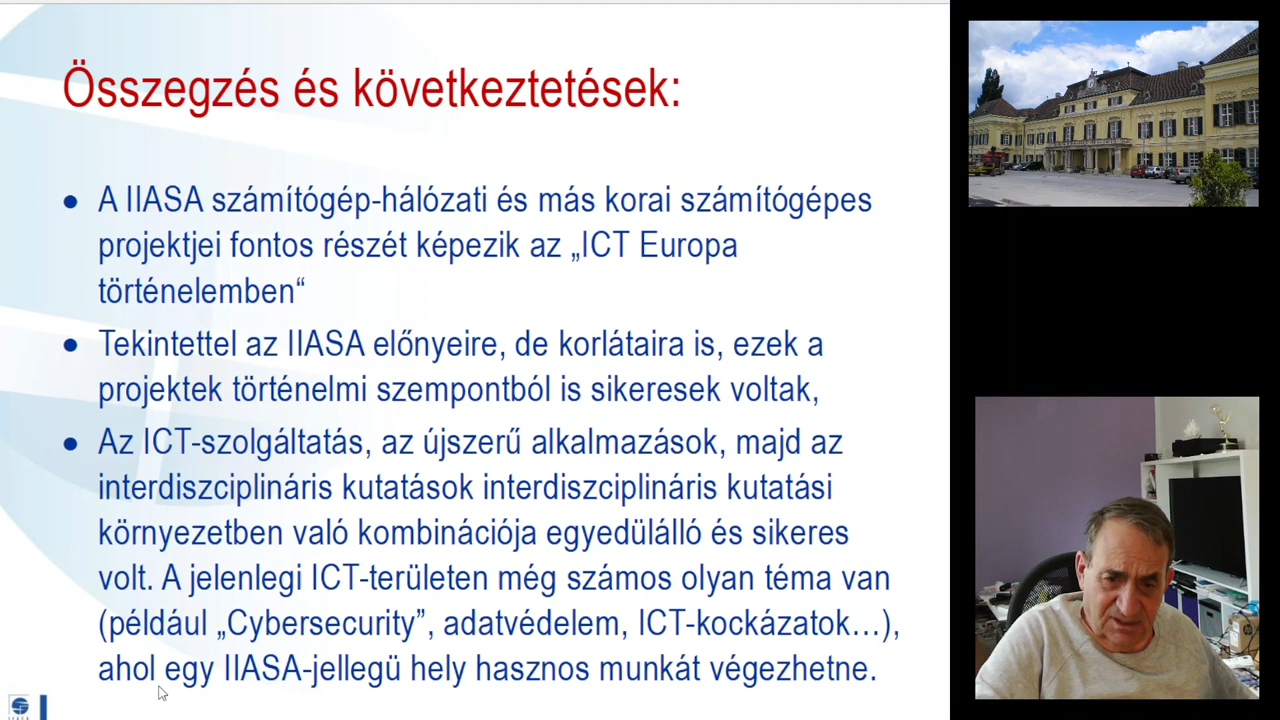 Összegzés és következtetések:
• A IIASA számítógép-hálózati és más korai számítógépes
projektjei fontos részét képezik az „ICT Europa
történelemben“
• Tekintettel az IIASA előnyeire, de korlátaira is, ezek a
projektek történelmi szempontból is sikeresek voltak,
• Az ICT-szolgáltatás, az újszerű alkalmazások, majd az
interdiszciplináris kutatások interdiszciplináris kutatási
környezetben való kombinációja egyedülálló és sikeres
volt. A jelenlegi ICT-területen még számos olyan téma van
(például „Cybersecurity”, adatvédelem, ICT-kockázatok…),
ahol egy IIASA-jellegü hely hasznos munkát végezhetne.